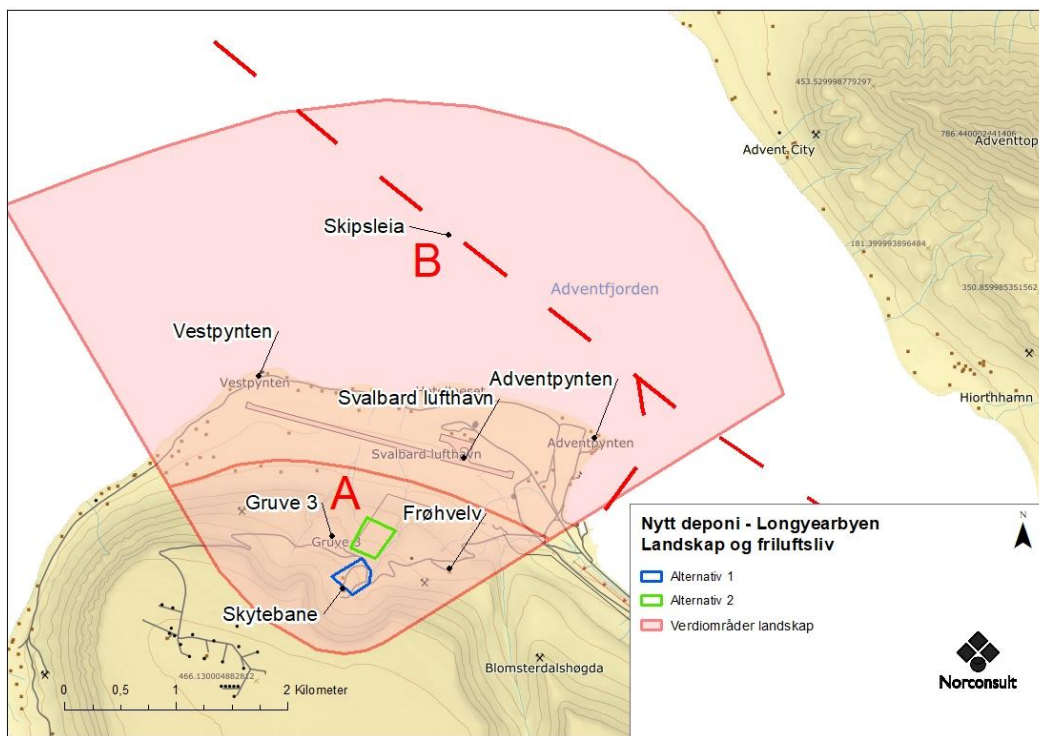 453.529998779297
786.440002441406
Adventtop
Advent City
Skipsleia
B
181.399993896484
Adventfjorden
350.859985351562
Vestpynten
Vestpynten
Adventpynten
Svalbard lufthavn
Hiorthhamn
Adventpynten
Svalbard lufthavn
A
Gruve 3
Frøhvelv
Gruve 3
Skytebane
466.130004882812
Blomsterdalshøgda
0 0,5 1 2 Kilometer
Nytt deponi - Longyearbyen
Landskap og friluftsliv
N
Alternativ 1
Alternativ 2
Verdiområder landskap
Norconsult